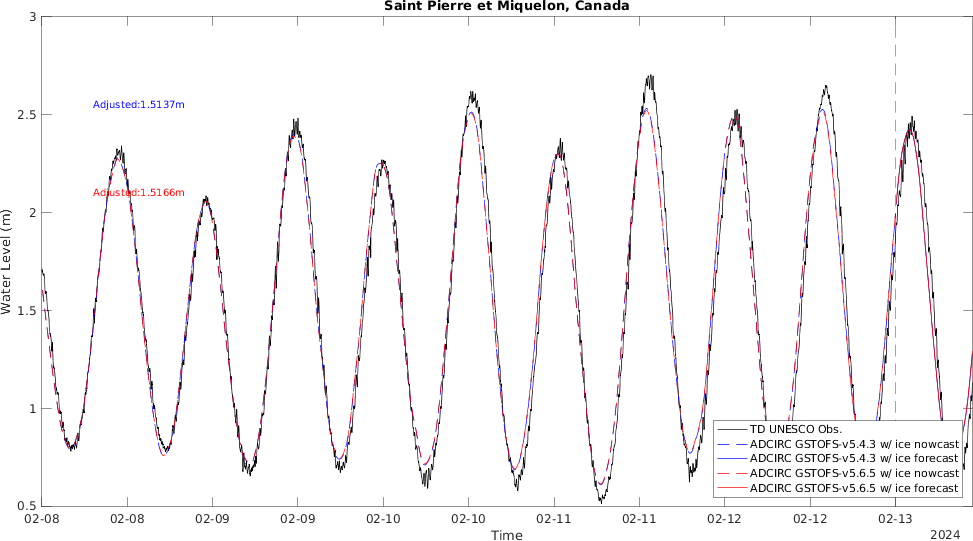 Saint Pierre et Miquelon, Canada
3
2.5
2
1.5
1
0.5
Water Level (m)
Adjusted:1.5137m
Adjusted:1.5166m
TD UNESCO Obs.
ADCIRC GSTOFS-v5.4.3 w/ ice nowcast
ADCIRC GSTOFS-v5.4.3 w/ ice forecast
ADCIRC GSTOFS-v5.6.5 w/ ice nowcast
ADCIRC GSTOFS-v5.6.5 w/ ice forecast
02-08 02-08 02-09 02-09 02-10 02-10 02-11 02-11 02-12 02-12 02-13
Time
2024